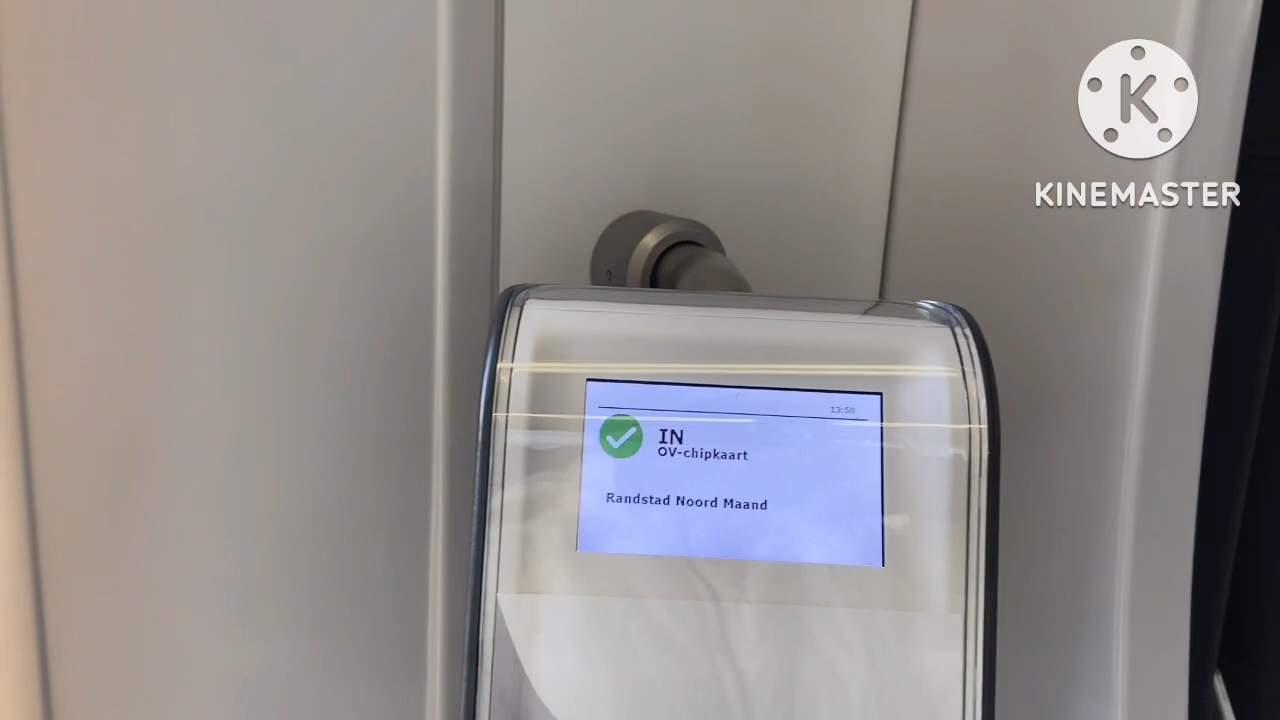 K
KINEMASTER
13:58
IN
OV-chipkaart
Randstad Noord Maand